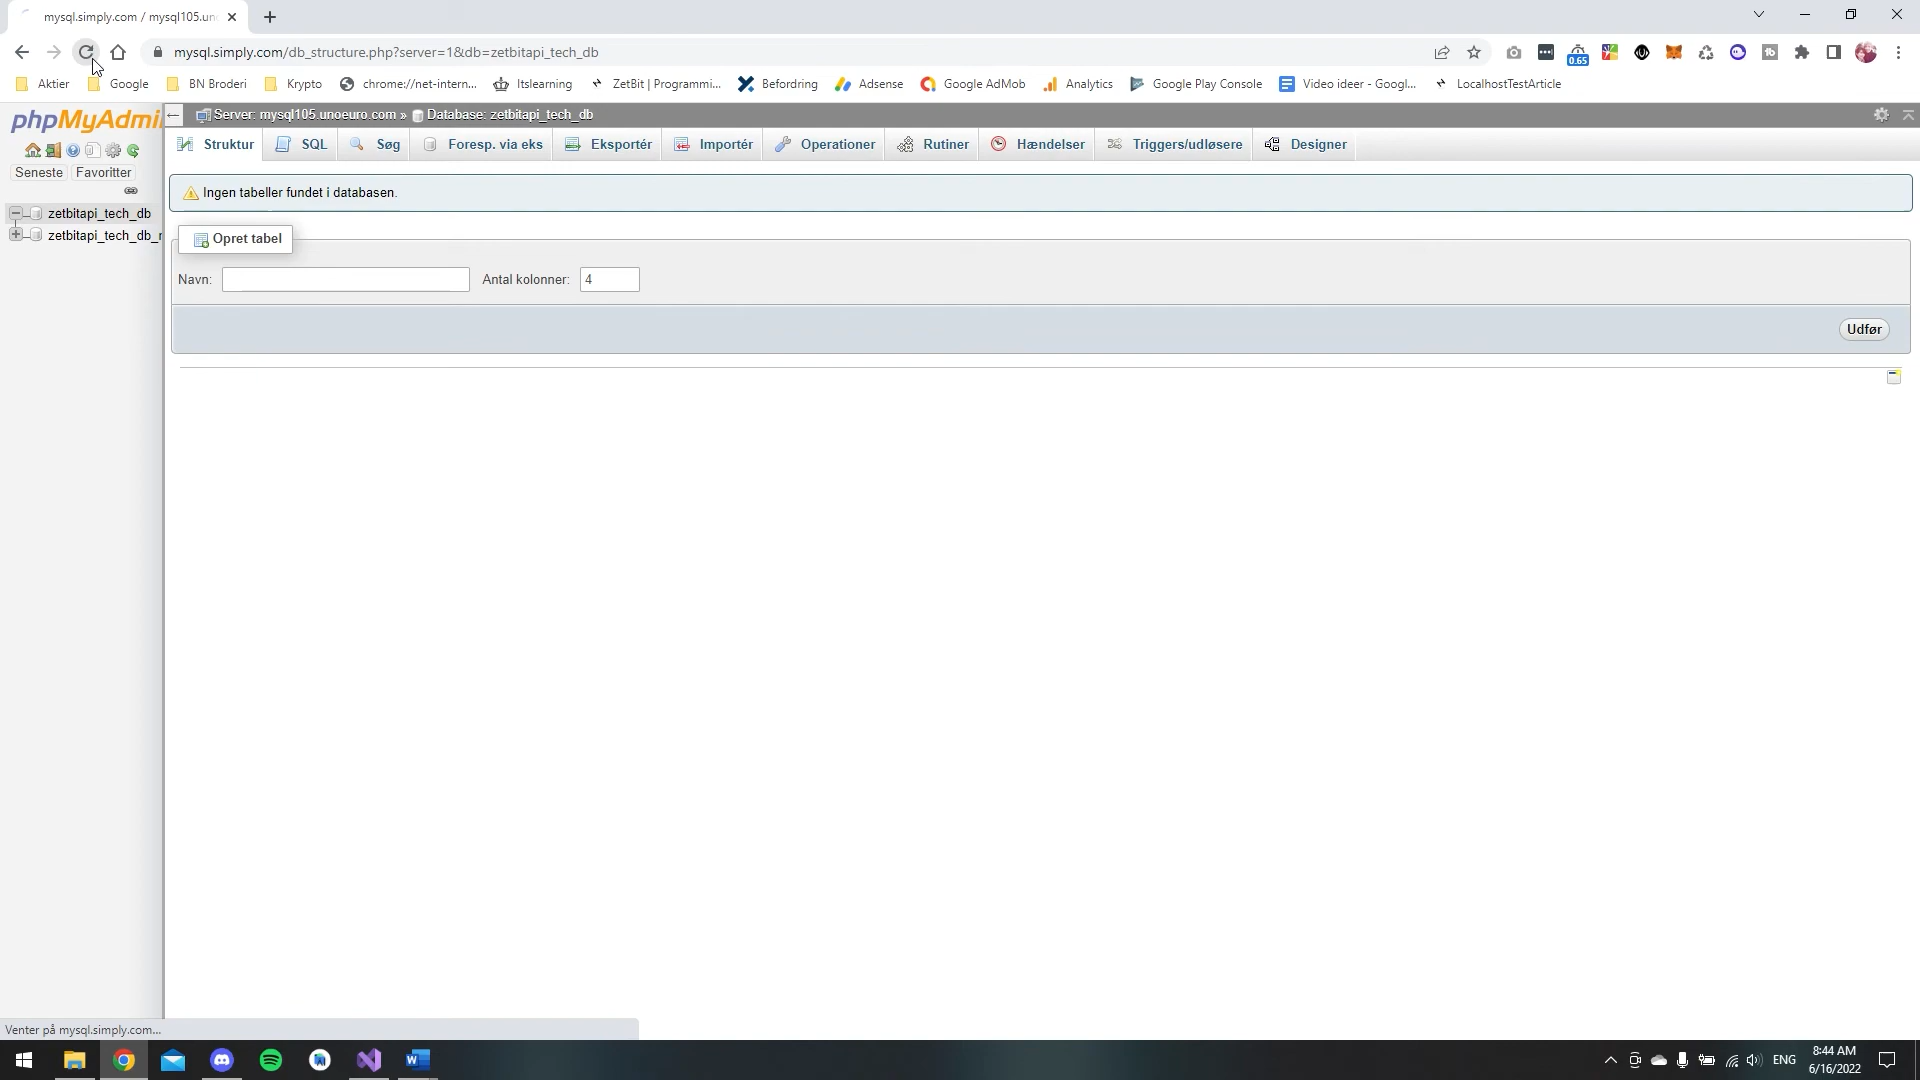 mysql.simply.com / mysql105.uno
mysql.simply.com/db_structure.php?server=1&db=zetbitapi_tech_db
0.65
Aktier
Google
BN Broderi
Krypto
chrome://net-intern...
Itslearning
ZetBit | Programmi...
Befordring
Adsense
Google AdMob
Analytics
Google Play Console
Video ideer - Googl...
LocalhostTestArticle
phpMyAdmi
Server: mysql105.unoeuro.com » Database: zetbitapi_tech_db
Struktur
SQL
Søg
Foresp. via eks
Eksportér
Importér
Operationer
Rutiner
Hændelser
Triggers/udløsere
Designer
Seneste
Favoritter
zetbitapi_tech_db
zetbitapi_tech_db_r
Ingen tabeller fundet i databasen.
Opret tabel
Navn:
Antal kolonner: 4
Udfør
Venter på mysql.simply.com...
ENG
8:44 AM
6/16/2022